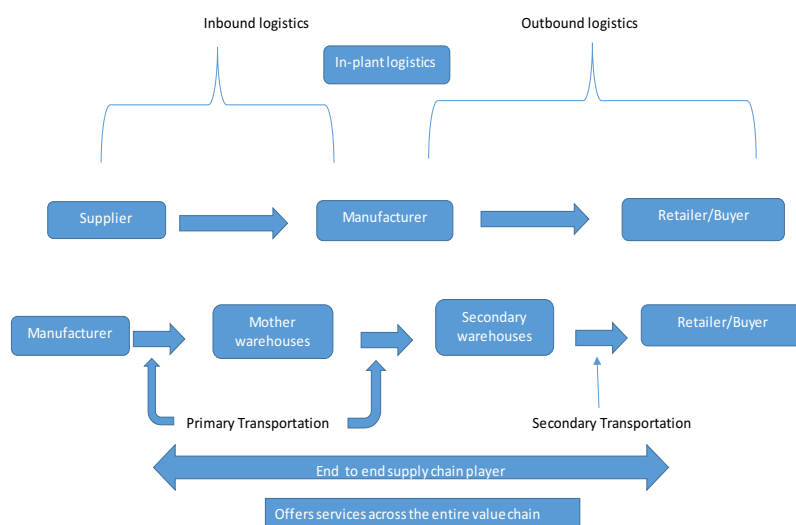 Inbound logistics
Outbound logistics
In-plant logistics
Supplier
Manufacturer
Retailer/Buyer
Manufacturer
Mother
warehouses
Secondary
warehouses
Retailer/Buyer
Primary Transportation
Secondary Transportation
End to end supply chain player
Offers services across the entire value chain